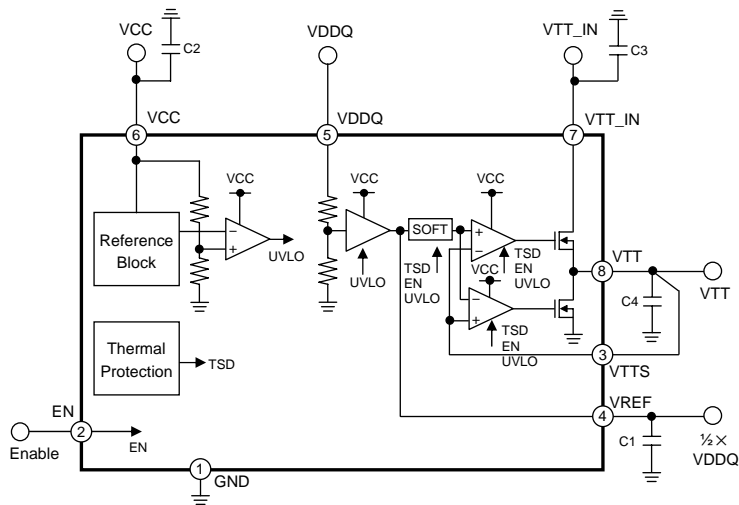 VCC
C2
VDDQ
VTT_IN
C3
VCC
6
VDDQ
5
VTT_IN
7
VCC
VCC
VCC
Reference
Block
−
+
UVLO
UVLO
SOFT
+
−
TSD
EN
UVLO
TSD
EN
UVLO
VCC
−
+
TSD
EN
UVLO
VTT
8
VTT
C4
3
VTTS
Thermal
Protection
TSD
EN
2
Enable
EN
VREF
4
C1
½ ×
VDDQ
1
GND